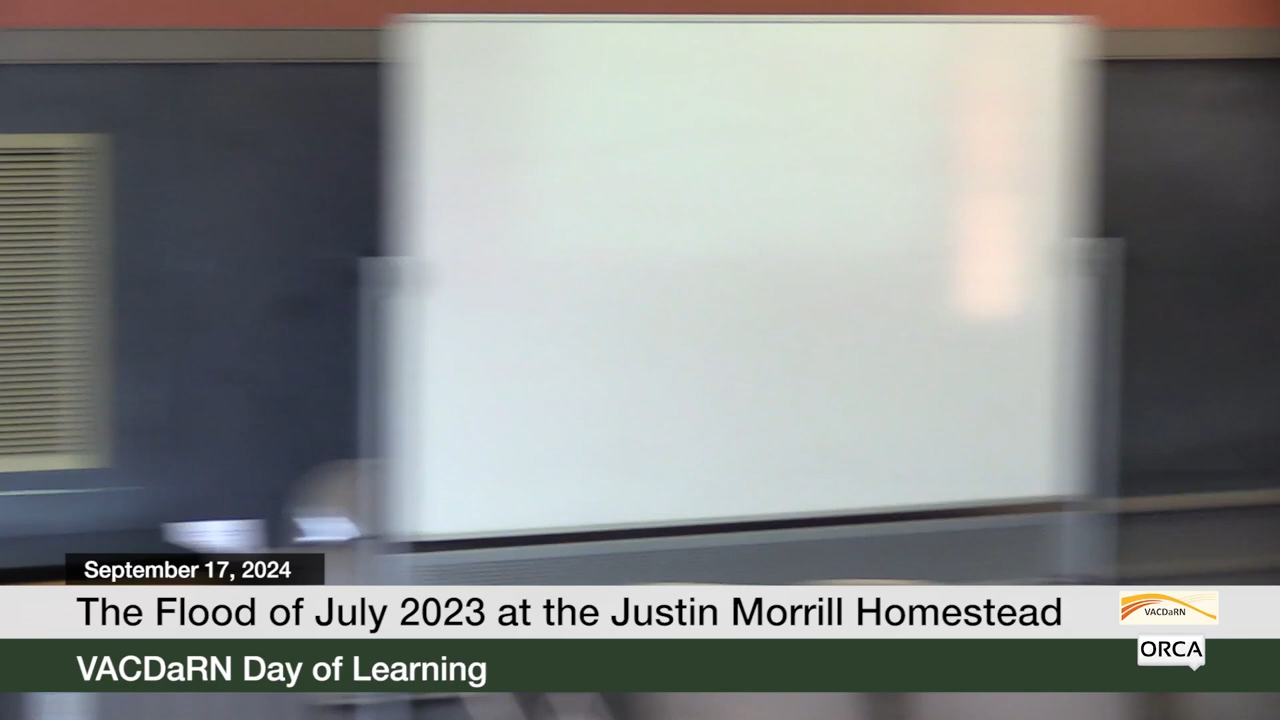 September 17, 2024
The Flood of July 2023 at the Justin Morrill Homestead
VACDaRN
ORCA
VACDaRN Day of Learning